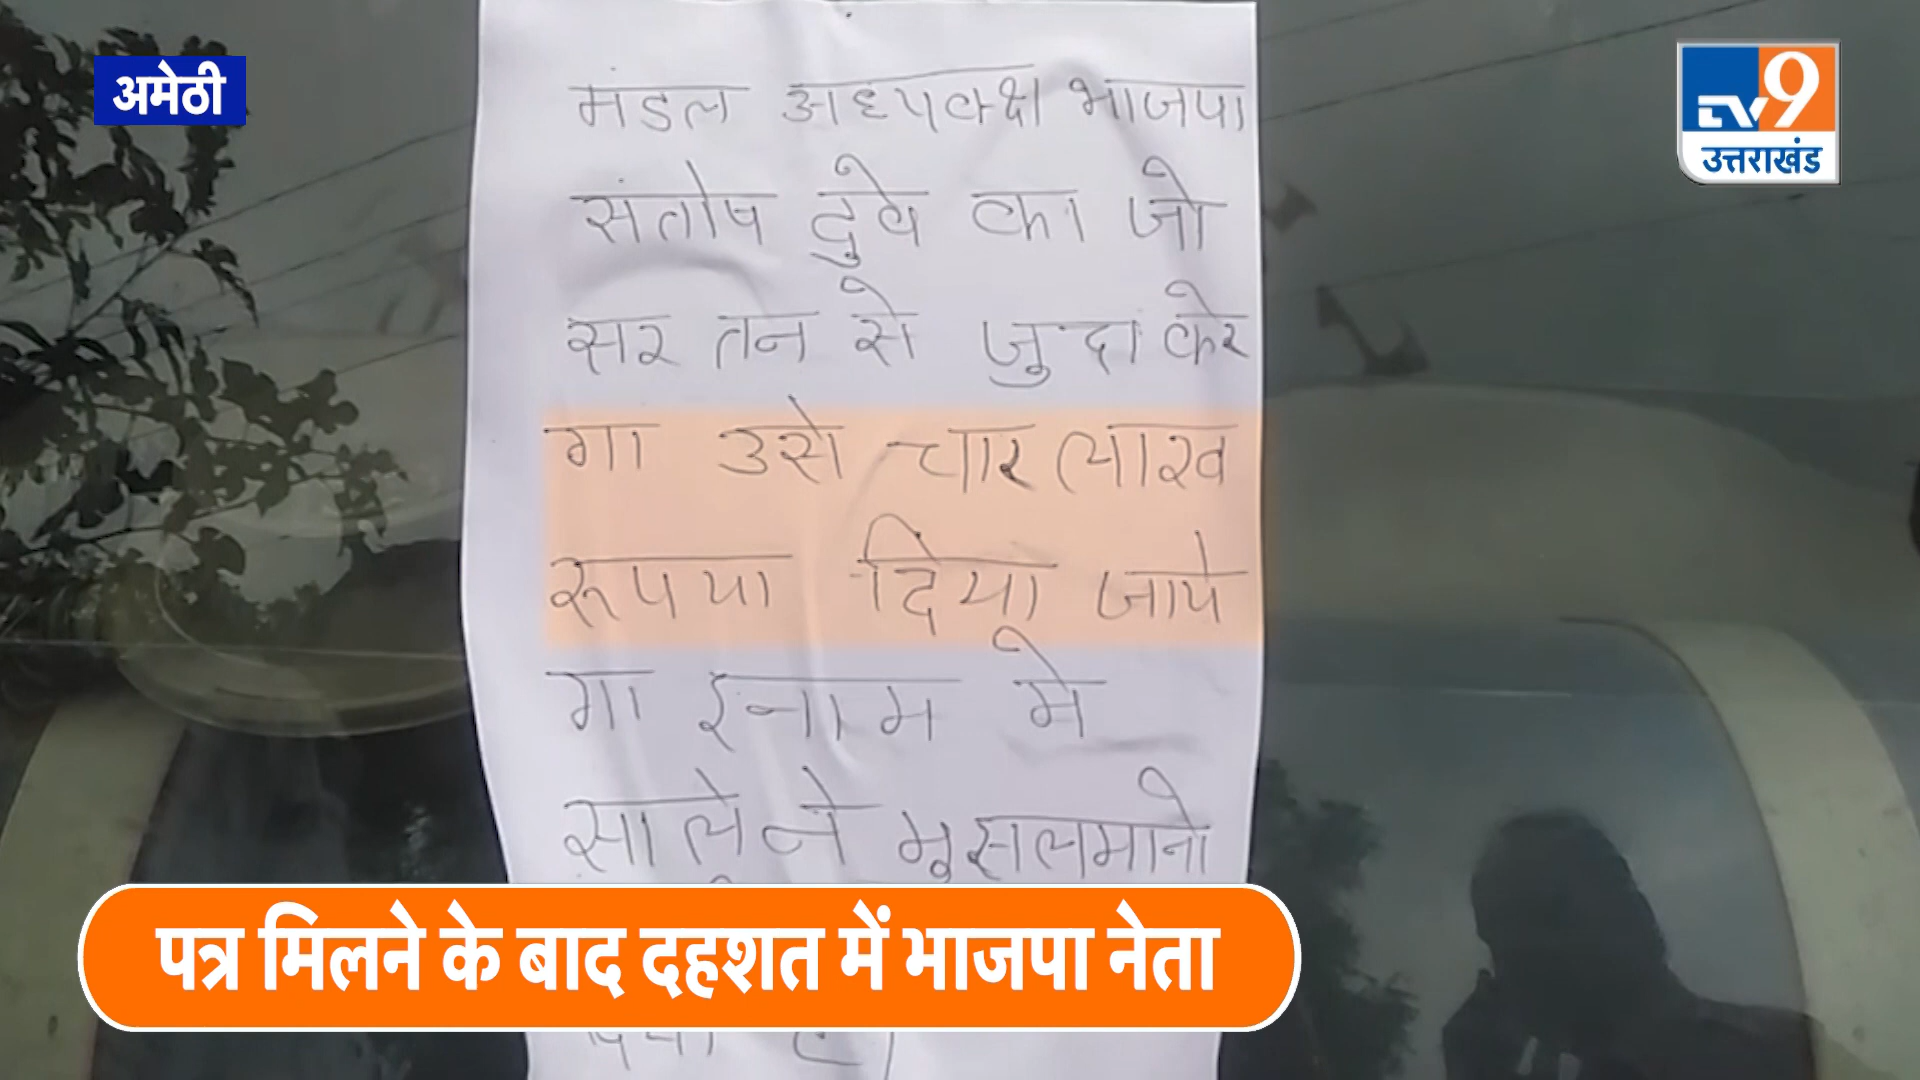 अमेठी
TV9
उत्तराखंड
मंडल अध्यक्ष भाजपा
संतोष दुवे का जो
सर तन से जुदा करे
गा उसे चार लाख
रूपया दिया जाये
गा इनाम मे
साले ने मुसलमानो
पत्र मिलने के बाद दहशत में भाजपा नेता